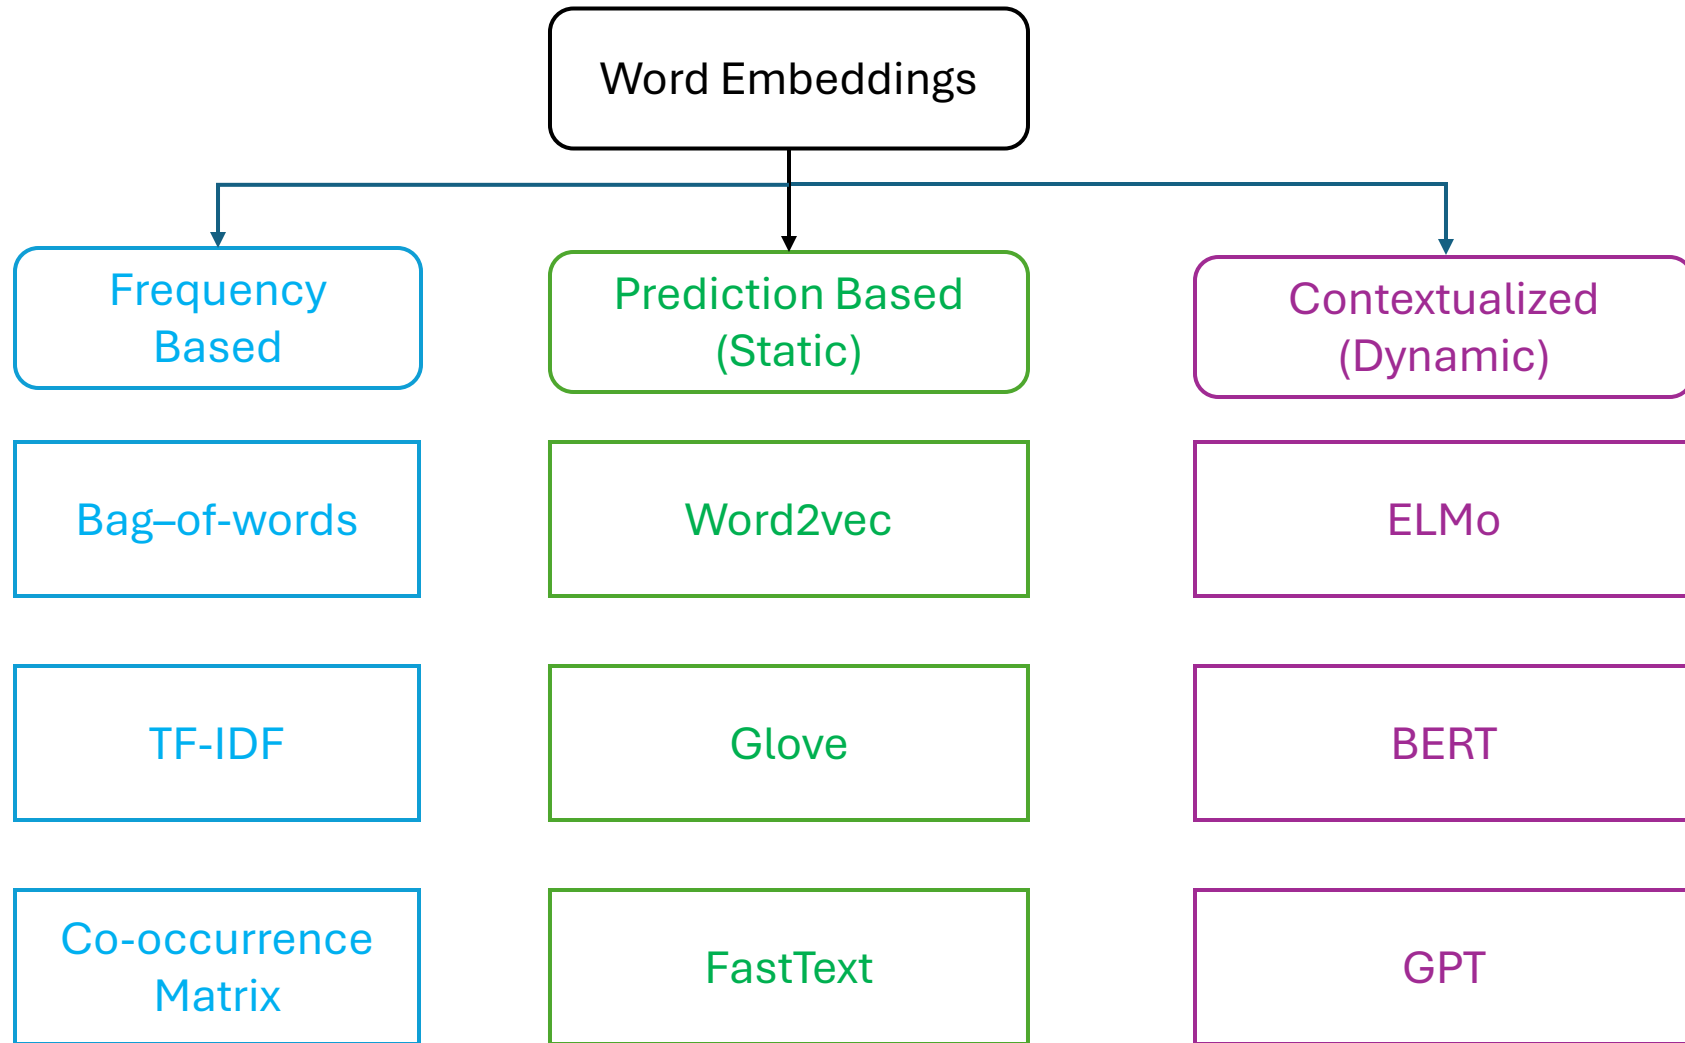 Word Embeddings
Frequency
Based
Prediction Based
(Static)
Contextualized
(Dynamic)
Bag–of-words
Word2vec
ELMo
TF-IDF
Glove
BERT
Co-occurrence
Matrix
FastText
GPT